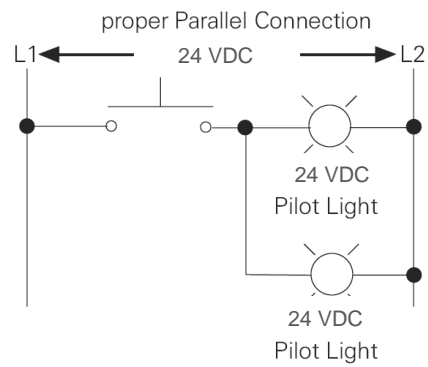 proper Parallel Connection
L1 24 VDC L2
24 VDC
Pilot Light
24 VDC
Pilot Light